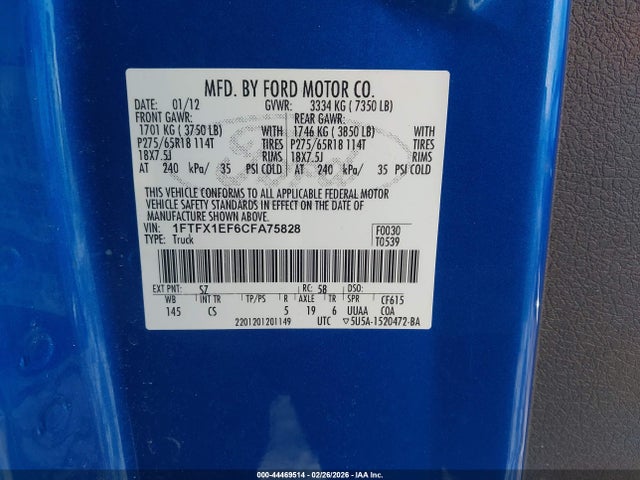 MFD. BY FORD MOTOR CO.
DATE: 01/12 GVWR: 3334 KG ( 7350 LB)
FRONT GAWR: REAR GAWR:
1701 KG ( 3750 LB) WITH 1746 KG ( 3850 LB) WITH
P275/65R18 114T TIRES P275/65R18 114T TIRES
18X7.5J RIMS 18X7.5J RIMS
AT 240 kPa/ 35 PSI COLD AT 240 kPa/ 35 PSI COLD
THIS VEHICLE CONFORMS TO ALL APPLICABLE FEDERAL MOTOR
VEHICLE SAFETY STANDARDS IN EFFECT ON THE DATE OF
MANUFACTURE SHOWN ABOVE.
VIN: 1FTFX1EF6CFA75828 F0030
TYPE: Truck T0539
EXT PNT: SZ RC: 58 DSO:
WB INT TR TP/PS R AXLE TR SPR CF615
145 CS 5 19 6 UUAA COA
2201201201149 UTC ▽5U5A-1520472-BA
Ford
000-44469514 - 02/26/2026 - IAAUS